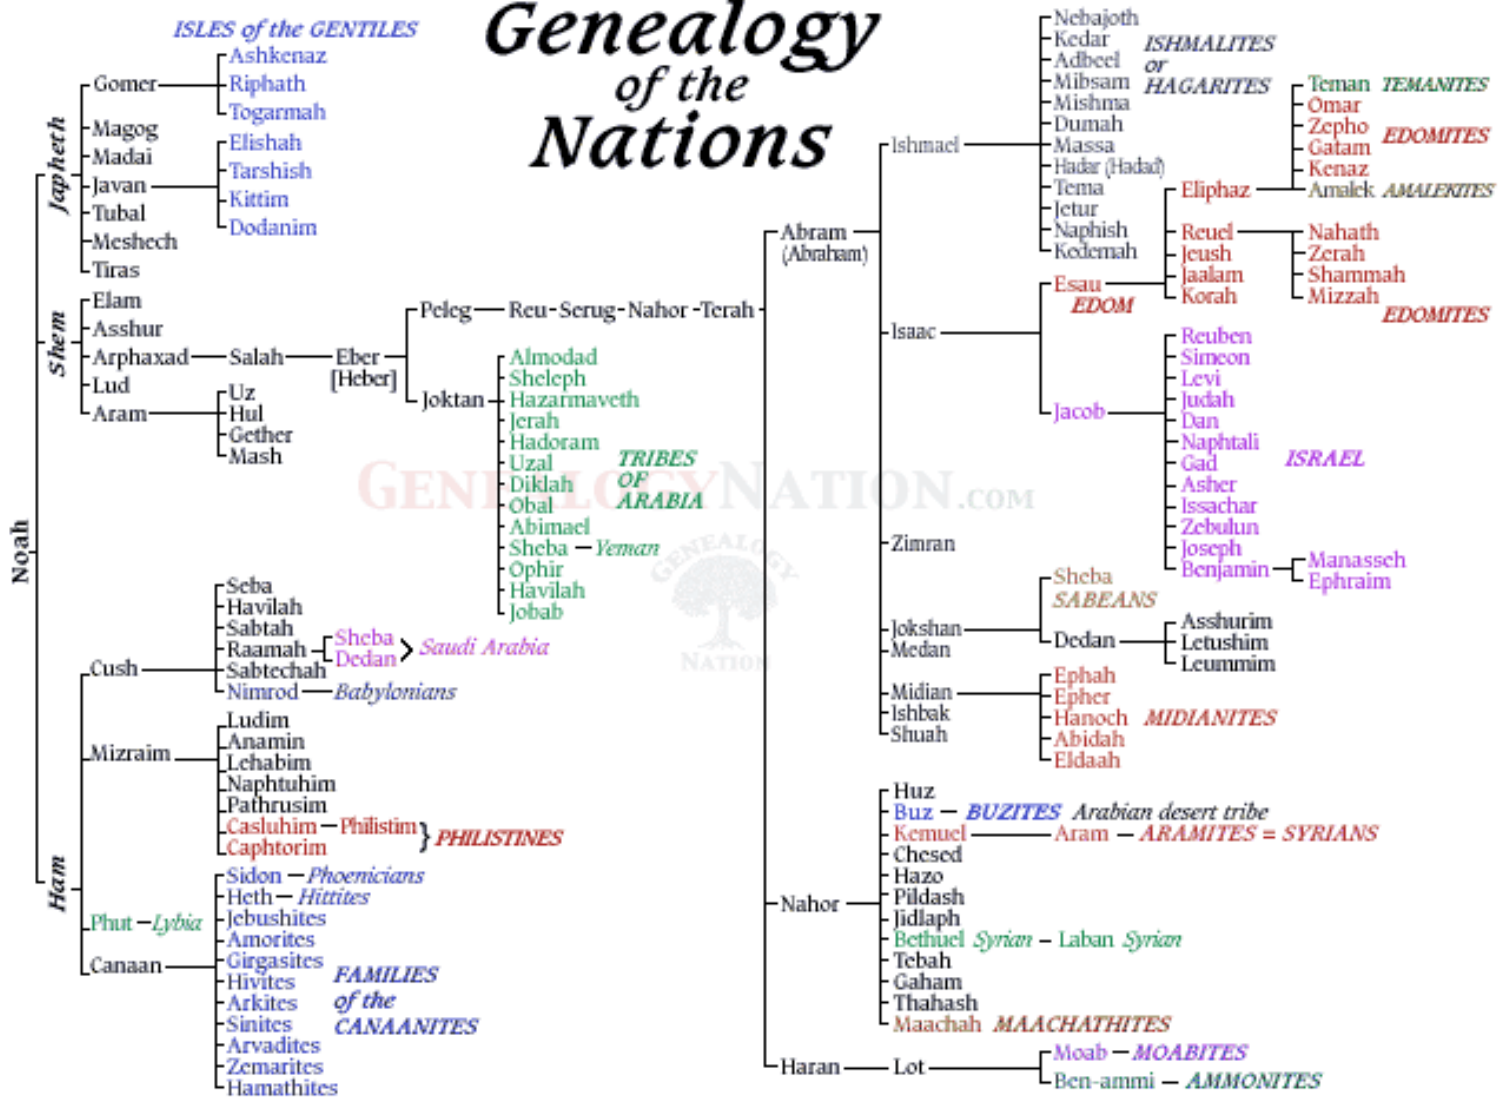 Genealogy
of the
Nations
Noah
Japheth
ISLES of the GENTILES
Gomer
Ashkenaz
Riphath
Togarmah
Magog
Madai
Javan
Elishah
Tarshish
Kittim
Dodanim
Tubal
Meshech
Tiras
Shem
Elam
Asshur
Arphaxad Salah Eber
[Heber]
Lud
Aram
Uz
Hul
Gether
Mash
Peleg Reu Serug Nahor Terah
Joktan
Almodad
Sheleph
Hazarmaveth
Jerah
Hadoram
Uzal
Diklah
Obal
Abimael
Sheba Yeman
Ophir
Havilah
Jobab
TRIBES
OF
ARABIA
GENEALOGYNATION.COM
GENEALOGY
NATION
Ham
Cush
Seba
Havilah
Sabtah
Raamah
Sheba
Dedan
Saudi Arabia
Sabtechah
Nimrod Babylonians
Mizraim
Ludim
Anamin
Lehabim
Naphtuhim
Pathrusim
Casluhim Philistim
Caphtorim
} PHILISTINES
Phut Lybia
Canaan
Sidon Phoenicians
Heth Hittites
Jebushites
Amorites
Girgasites
Hivites
Arkites
Sinites
Arvadites
Zemarites
Hamathites
FAMILIES
of the
CANAANITES
Abram
(Abraham)
Ishmael
Nebajoth
Kedar
Adbeel
Mibsam
Mishma
Dumah
Massa
Hadar (Hadad)
Tema
Jetur
Naphish
Kedemah
ISHMALITES
or
HAGARITES
Isaac
Esau
EDOM
Eliphaz
Teman TEMANITES
Omar
Zepho
Gatam
Kenaz
EDOMITES
Amalek AMALEKITES
Reuel
Nahath
Zerah
Shammah
Mizzah
EDOMITES
Jeush
Jaalam
Korah
Jacob
Reuben
Simeon
Levi
Judah
Dan
Naphtali
Gad
Asher
Issachar
Zebulun
Joseph
Benjamin
ISRAEL
Manasseh
Ephraim
Zimran
Jokshan
Sheba
SABEANS
Dedan
Asshurim
Letushim
Leummim
Medan
Midian
Ephah
Epher
Hanoch
Abidah
Eldaah
MIDIANITES
Ishbak
Shuah
Nahor
Huz
Buz BUZITES Arabian desert tribe
Kemuel Aram ARAMITES = SYRIANS
Chesed
Hazo
Pildash
Jidlaph
Bethuel Syrian Laban Syrian
Tebah
Gaham
Thahash
Maachah MAACHATHITES
Haran Lot
Moab MOABITES
Ben-ammi AMMONITES